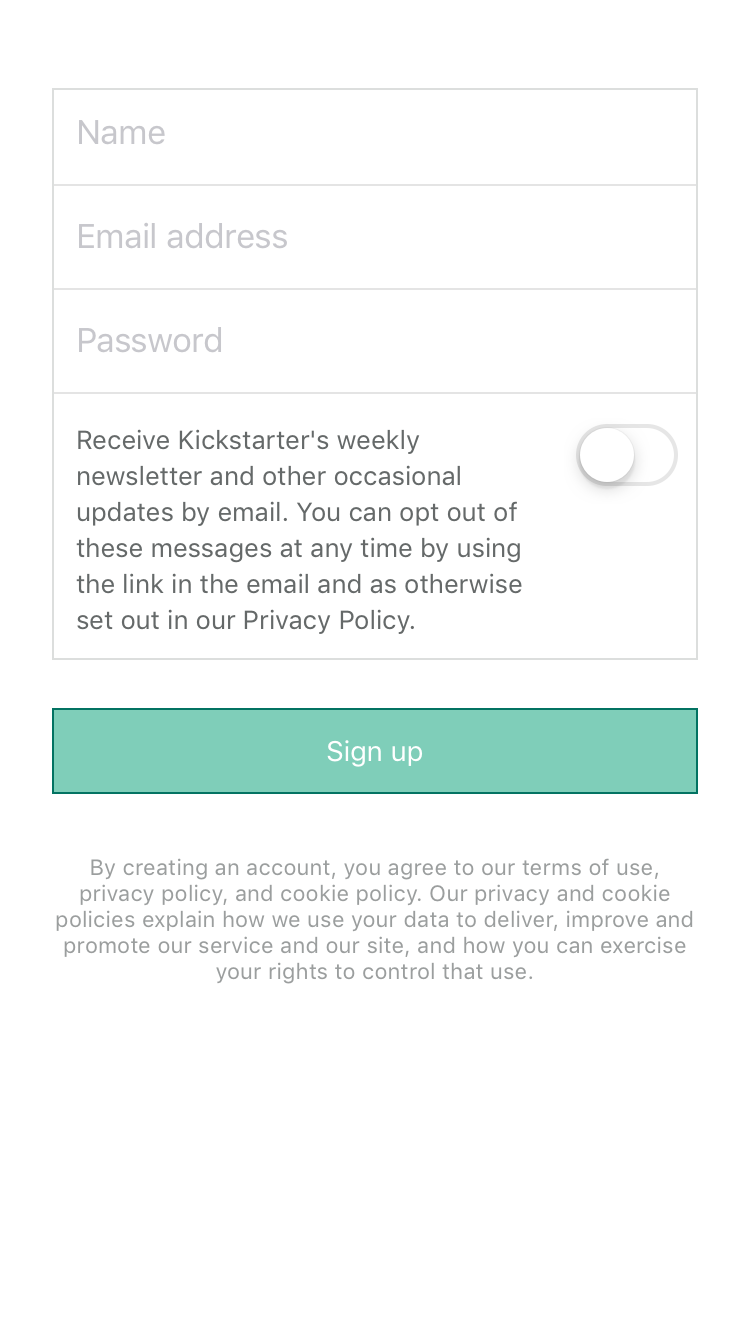 Name
Email address
Password
Receive Kickstarter's weekly
newsletter and other occasional
updates by email. You can opt out of
these messages at any time by using
the link in the email and as otherwise
set out in our Privacy Policy.
Sign up
By creating an account, you agree to our terms of use,
privacy policy, and cookie policy. Our privacy and cookie
policies explain how we use your data to deliver, improve and
promote our service and our site, and how you can exercise
your rights to control that use.